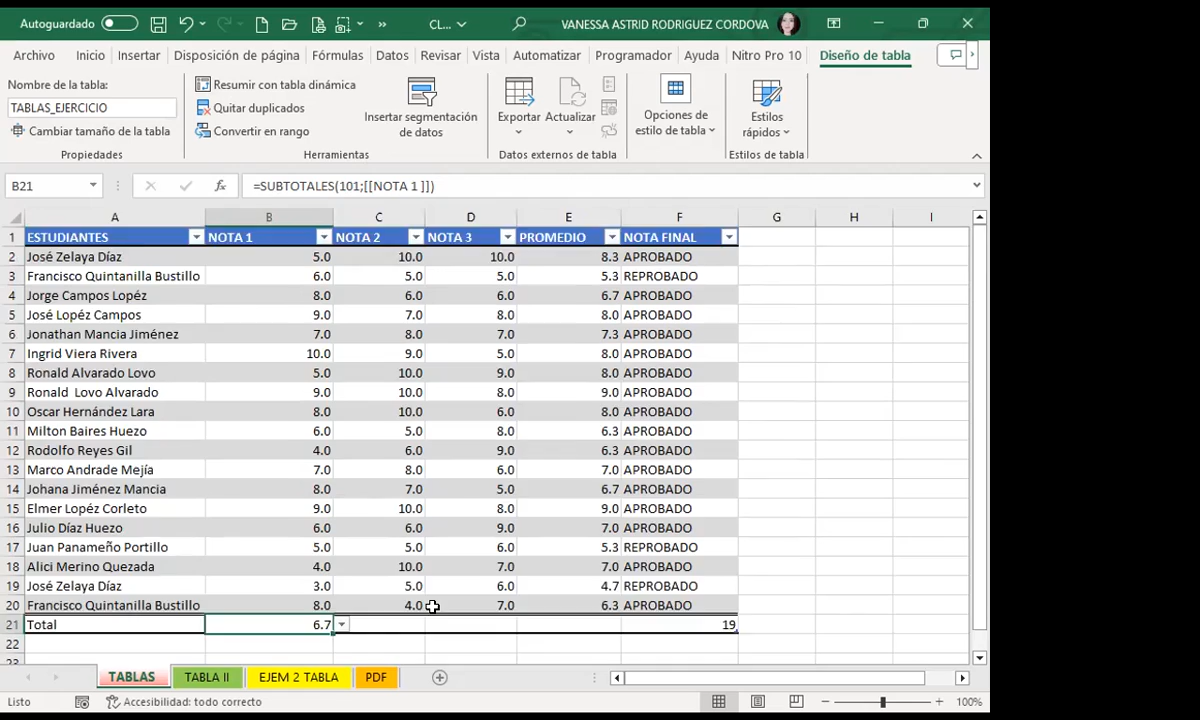 Autoguardado CL... VANESSA ASTRID RODRIGUEZ CORDOVA
Archivo Inicio Insertar Disposición de página Fórmulas Datos Revisar Vista Automatizar Programador Ayuda Nitro Pro 10 Diseño de tabla
Nombre de la tabla:
TABLAS_EJERCICIO
Cambiar tamaño de la tabla
Propiedades
Resumir con tabla dinámica
Quitar duplicados
Convertir en rango
Insertar segmentación
de datos
Herramientas
Exportar Actualizar
Datos externos de tabla
Opciones de
estilo de tabla
Estilos
rápidos
Estilos de tabla
B21 fx =SUBTOTALES(101;[[NOTA 1 ]])
A B C D E F G H I
1 ESTUDIANTES NOTA 1 NOTA 2 NOTA 3 PROMEDIO NOTA FINAL
2 José Zelaya Díaz 5.0 10.0 10.0 8.3 APROBADO
3 Francisco Quintanilla Bustillo 6.0 5.0 5.0 5.3 REPROBADO
4 Jorge Campos Lopéz 8.0 6.0 6.0 6.7 APROBADO
5 José Lopéz Campos 9.0 7.0 8.0 8.0 APROBADO
6 Jonathan Mancia Jiménez 7.0 8.0 7.0 7.3 APROBADO
7 Ingrid Viera Rivera 10.0 9.0 5.0 8.0 APROBADO
8 Ronald Alvarado Lovo 5.0 10.0 9.0 8.0 APROBADO
9 Ronald  Lovo Alvarado 9.0 10.0 8.0 9.0 APROBADO
10 Oscar Hernández Lara 8.0 10.0 6.0 8.0 APROBADO
11 Milton Baires Huezo 6.0 5.0 8.0 6.3 APROBADO
12 Rodolfo Reyes Gil 4.0 6.0 9.0 6.3 APROBADO
13 Marco Andrade Mejía 7.0 8.0 6.0 7.0 APROBADO
14 Johana Jiménez Mancia 8.0 7.0 5.0 6.7 APROBADO
15 Elmer Lopéz Corleto 9.0 10.0 8.0 9.0 APROBADO
16 Julio Díaz Huezo 6.0 6.0 9.0 7.0 APROBADO
17 Juan Panameño Portillo 5.0 5.0 6.0 5.3 REPROBADO
18 Alici Merino Quezada 4.0 10.0 7.0 7.0 APROBADO
19 José Zelaya Díaz 3.0 5.0 6.0 4.7 REPROBADO
20 Francisco Quintanilla Bustillo 8.0 4.0 7.0 6.3 APROBADO
21 Total 6.7 19
22
23
TABLAS TABLA II EJEM 2 TABLA PDF
Listo Accesibilidad: todo correcto 100%